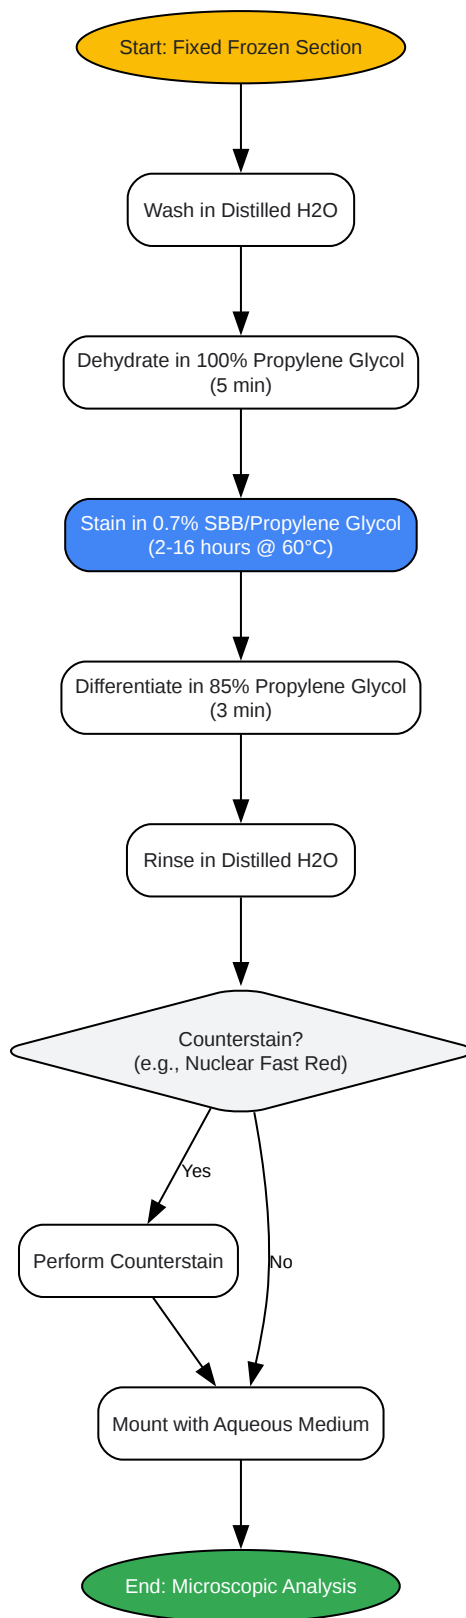 Start: Fixed Frozen Section
Wash in Distilled H2O
Dehydrate in 100% Propylene Glycol
(5 min)
Stain in 0.7% SBB/Propylene Glycol
(2-16 hours @ 60°C)
Differentiate in 85% Propylene Glycol
(3 min)
Rinse in Distilled H2O
Counterstain?
(e.g., Nuclear Fast Red)
Yes
Perform Counterstain
No
Mount with Aqueous Medium
End: Microscopic Analysis